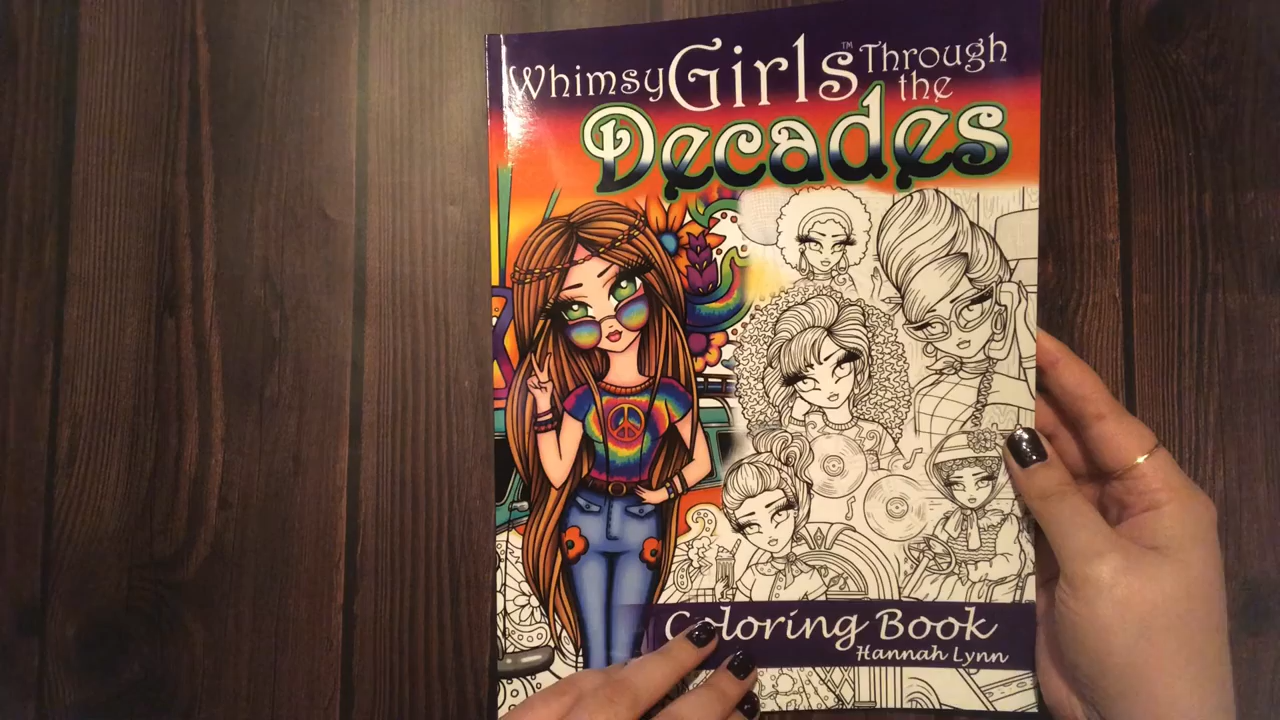 Whimsy Girls™ Through
the
Decades
Coloring Book
Hannah Lynn